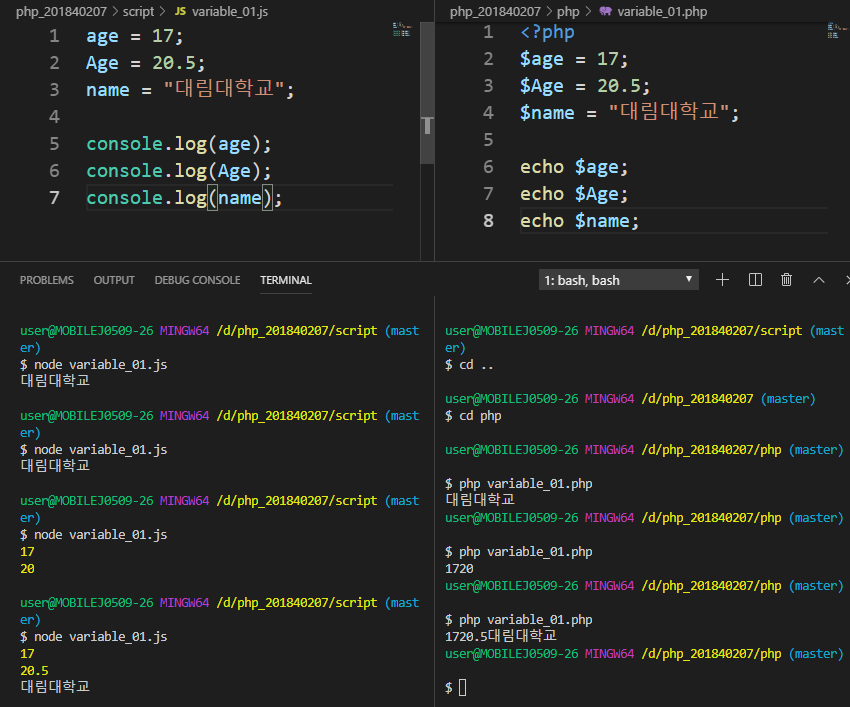 php_201840207 > script > JS variable_01.js
1 age = 17;
2 Age = 20.5;
3 name = "대림대학교";
4
5 console.log(age);
6 console.log(Age);
7 console.log(name);
php_201840207 > php > variable_01.php
1 <?php
2 $age = 17;
3 $Age = 20.5;
4 $name = "대림대학교";
5
6 echo $age;
7 echo $Age;
8 echo $name;
PROBLEMS OUTPUT DEBUG CONSOLE TERMINAL 1: bash, bash
user@MOBILEJ0509-26 MINGW64 /d/php_201840207/script (mast
er)
$ node variable_01.js
대림대학교
user@MOBILEJ0509-26 MINGW64 /d/php_201840207/script (mast
er)
$ node variable_01.js
대림대학교
user@MOBILEJ0509-26 MINGW64 /d/php_201840207/script (mast
er)
$ node variable_01.js
17
20
user@MOBILEJ0509-26 MINGW64 /d/php_201840207/script (mast
er)
$ node variable_01.js
17
20.5
대림대학교
user@MOBILEJ0509-26 MINGW64 /d/php_201840207/script (mast
er)
$ cd ..
user@MOBILEJ0509-26 MINGW64 /d/php_201840207 (master)
$ cd php
user@MOBILEJ0509-26 MINGW64 /d/php_201840207/php (master)
$ php variable_01.php
대림대학교
user@MOBILEJ0509-26 MINGW64 /d/php_201840207/php (master)
$ php variable_01.php
1720
user@MOBILEJ0509-26 MINGW64 /d/php_201840207/php (master)
$ php variable_01.php
1720.5대림대학교
user@MOBILEJ0509-26 MINGW64 /d/php_201840207/php (master)
$